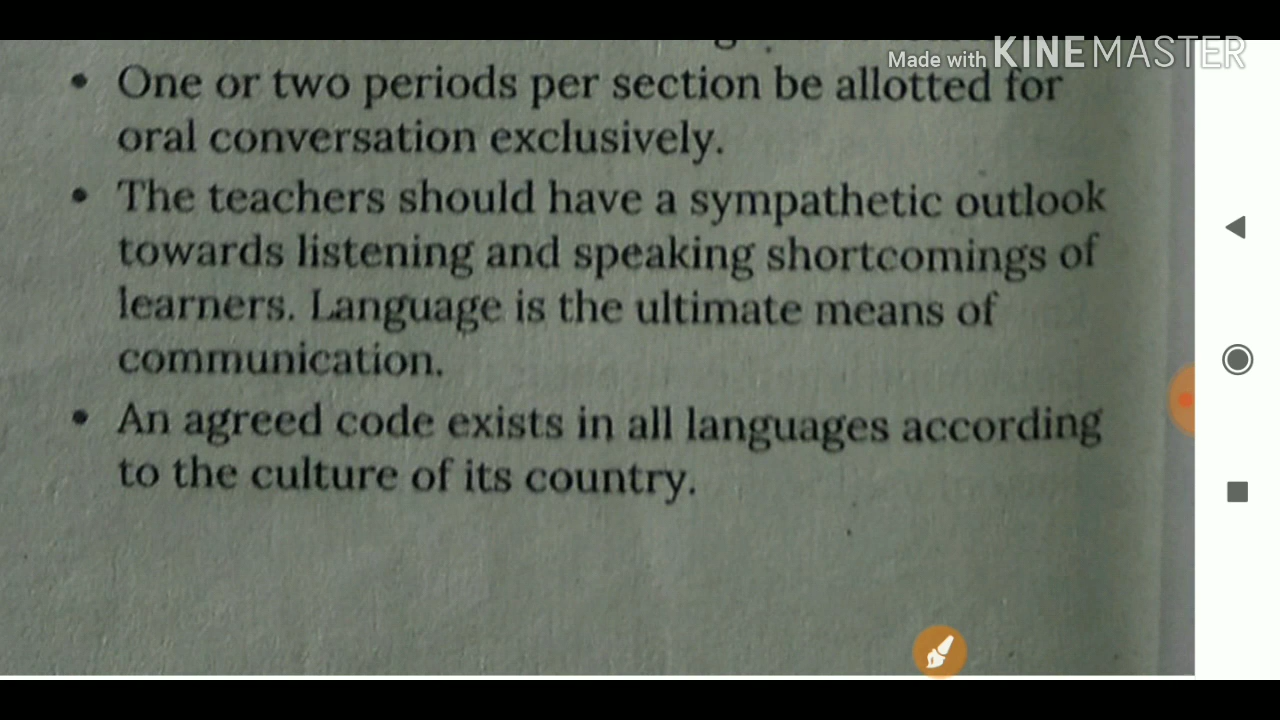 Made with KINEMASTER
• One or two periods per section be allotted for
oral conversation exclusively.
• The teachers should have a sympathetic outlook
towards listening and speaking shortcomings of
learners. Language is the ultimate means of
communication.
• An agreed code exists in all languages according
to the culture of its country.